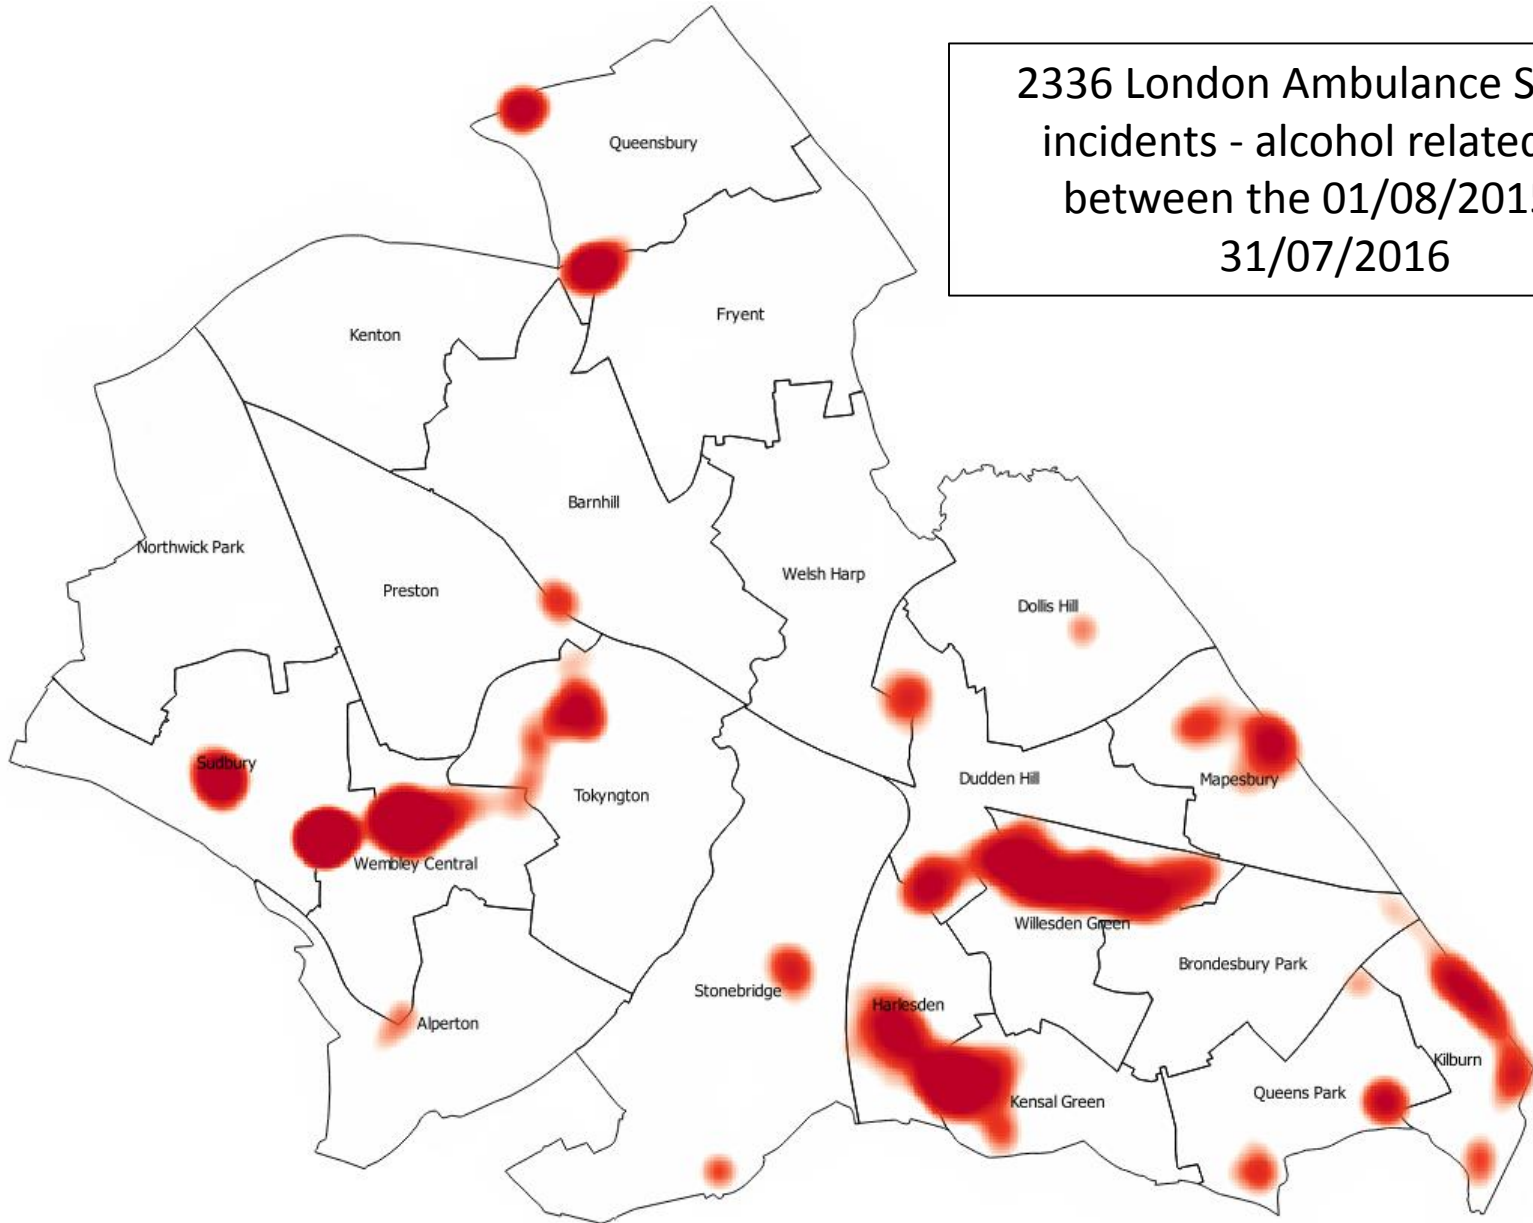 2336 London Ambulance
incidents - alcohol related
between the 01/08/201
31/07/2016
Queensbury
Fryent
Kenton
Barnhill
Northwick Park
Welsh Harp
Preston
Dollis Hill
Sudbury
Dudden Hill
Mapesbury
Tokyngton
Wembley Central
Willesden Green
Brondesbury Park
Stonebridge
Harlesden
Alperton
Kilburn
Queens Park
Kensal Green